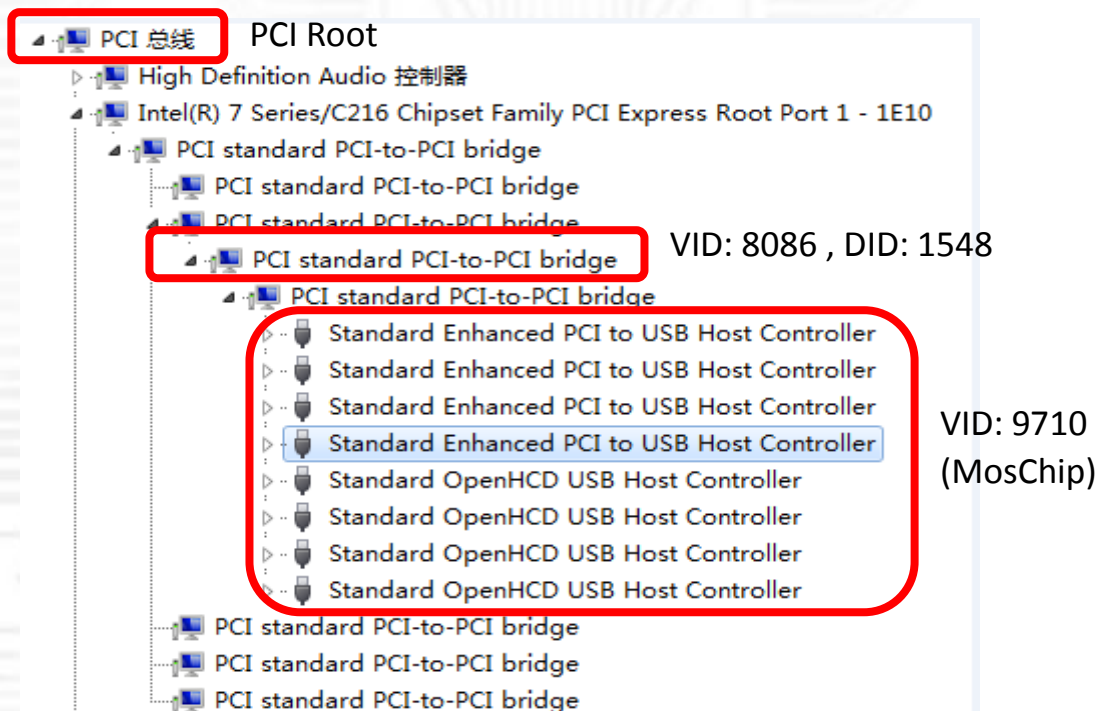 PCI 总线 PCI Root
High Definition Audio 控制器
Intel(R) 7 Series/C216 Chipset Family PCI Express Root Port 1 - 1E10
PCI standard PCI-to-PCI bridge
PCI standard PCI-to-PCI bridge
PCI standard PCI-to-PCI bridge
PCI standard PCI-to-PCI bridge VID: 8086 , DID: 1548
PCI standard PCI-to-PCI bridge
Standard Enhanced PCI to USB Host Controller
Standard Enhanced PCI to USB Host Controller
Standard Enhanced PCI to USB Host Controller
Standard Enhanced PCI to USB Host Controller
Standard OpenHCD USB Host Controller
Standard OpenHCD USB Host Controller
Standard OpenHCD USB Host Controller
Standard OpenHCD USB Host Controller
VID: 9710
(MosChip)
PCI standard PCI-to-PCI bridge
PCI standard PCI-to-PCI bridge
PCI standard PCI-to-PCI bridge